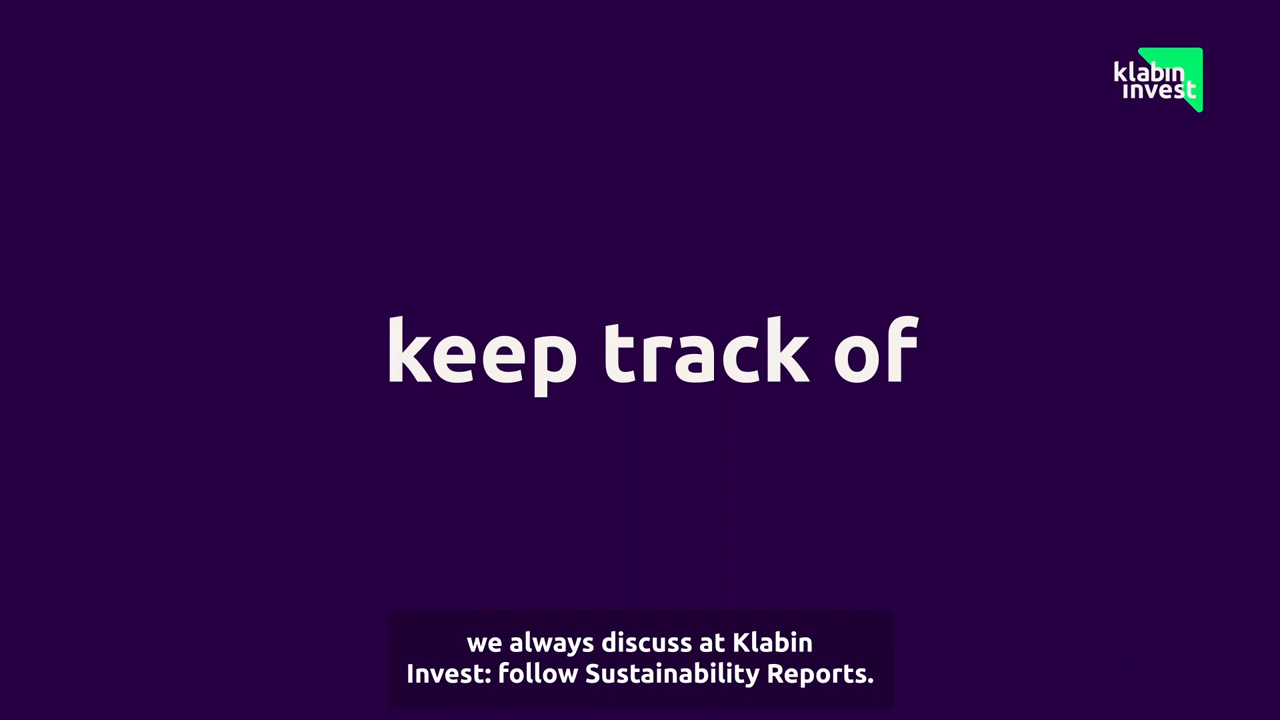 klabin
invest
keep track of
we always discuss at Klabin
Invest: follow Sustainability Reports.